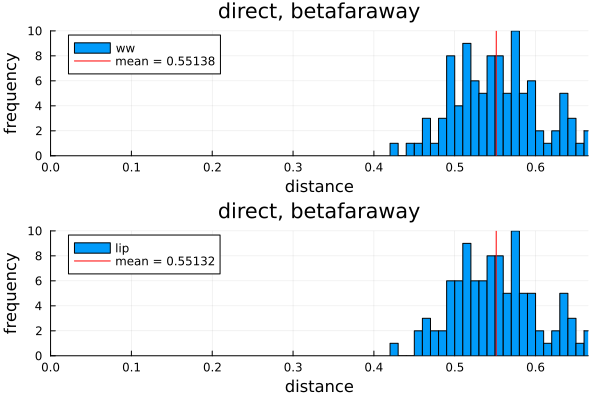 direct, betafaraway
frequency
10
8
6
4
2
0
ww
mean = 0.55138
0.0 0.1 0.2 0.3 0.4 0.5 0.6
distance
direct, betafaraway
frequency
10
8
6
4
2
0
lip
mean = 0.55132
0.0 0.1 0.2 0.3 0.4 0.5 0.6
distance